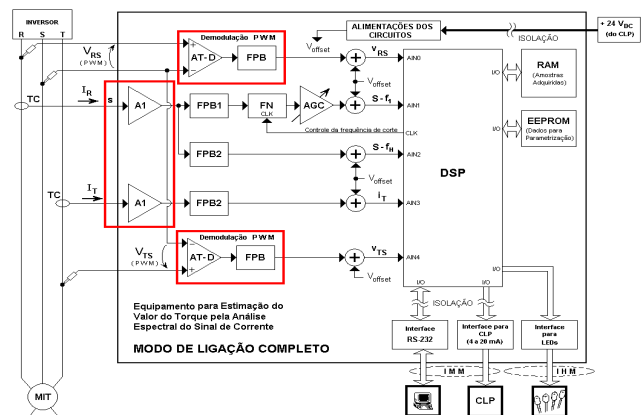 INVERSOR
R S T
V_RS
(PWM)
Demodulação PWM
AT-D
FPB
ALIMENTAÇÕES DOS
CIRCUITOS
V_offset
ISOLAÇÃO
+ 24 V_DC
(do CLP)
v_RS
AIN0
I/O
RAM
(Amostras
Adquiridas)
TC
I_R
s
A1
FPB1
FN
CLK
AGC
S - f_1
AIN1
V_offset
Controle da frequência de corte
CLK
I/O
EEPROM
(Dados para
Parametrização)
FPB2
S - f_H
AIN2
DSP
V_offset
TC
I_T
A1
FPB2
i_T
AIN3
Demodulação PWM
V_TS
(PWM)
AT-D
FPB
v_TS
AIN4
V_offset
I/O I/O I/O
ISOLAÇÃO
Equipamento para Estimação do
Valor do Torque pela Análise
Espectral do Sinal de Corrente
MODO DE LIGAÇÃO COMPLETO
Interface
RS-232
Interface para
CLP
(4 a 20 mA)
Interface
para
LEDs
IMM
IHM
MIT
CLP